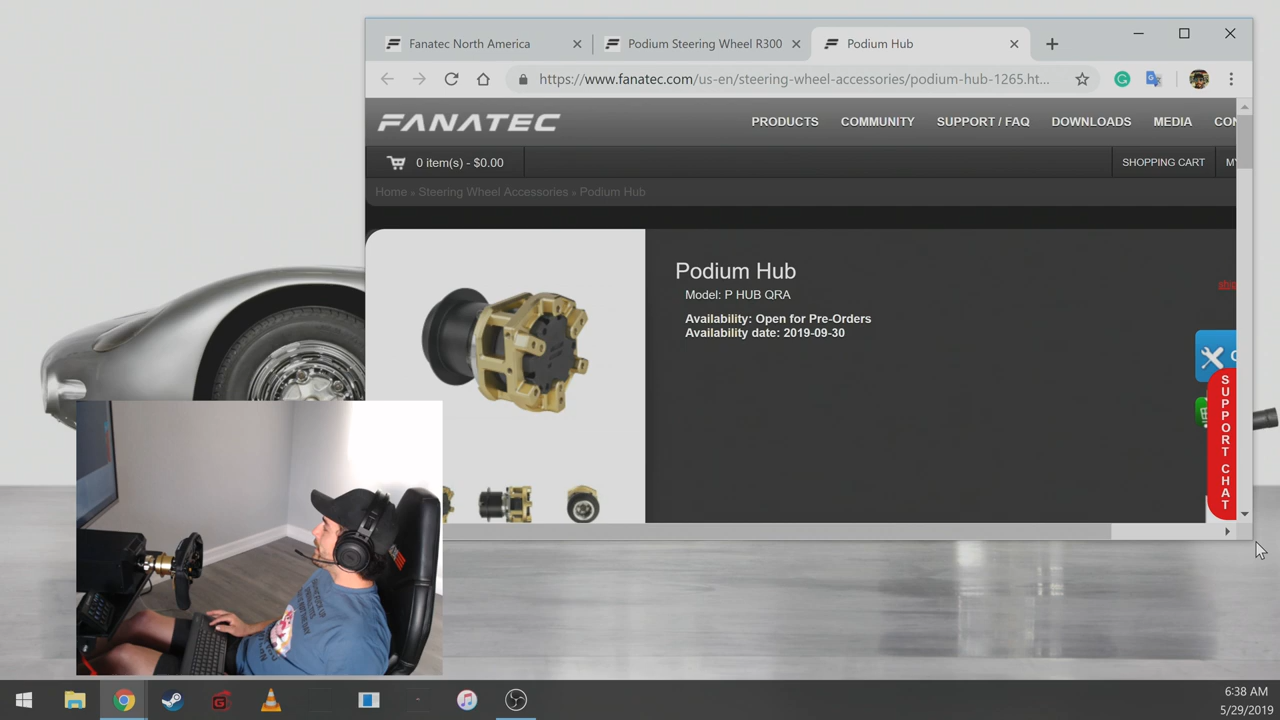 Fanatec North America
Podium Steering Wheel R300
Podium Hub
https://www.fanatec.com/us-en/steering-wheel-accessories/podium-hub-1265.ht...
FANATEC
PRODUCTS
COMMUNITY
SUPPORT / FAQ
DOWNLOADS
MEDIA
CON
0 item(s) - $0.00
SHOPPING CART
MY
Home » Steering Wheel Accessories » Podium Hub
Podium Hub
Model: P HUB QRA
Availability: Open for Pre-Orders
Availability date: 2019-09-30
ship
SUPPORT CHAT
6:38 AM
5/29/2019